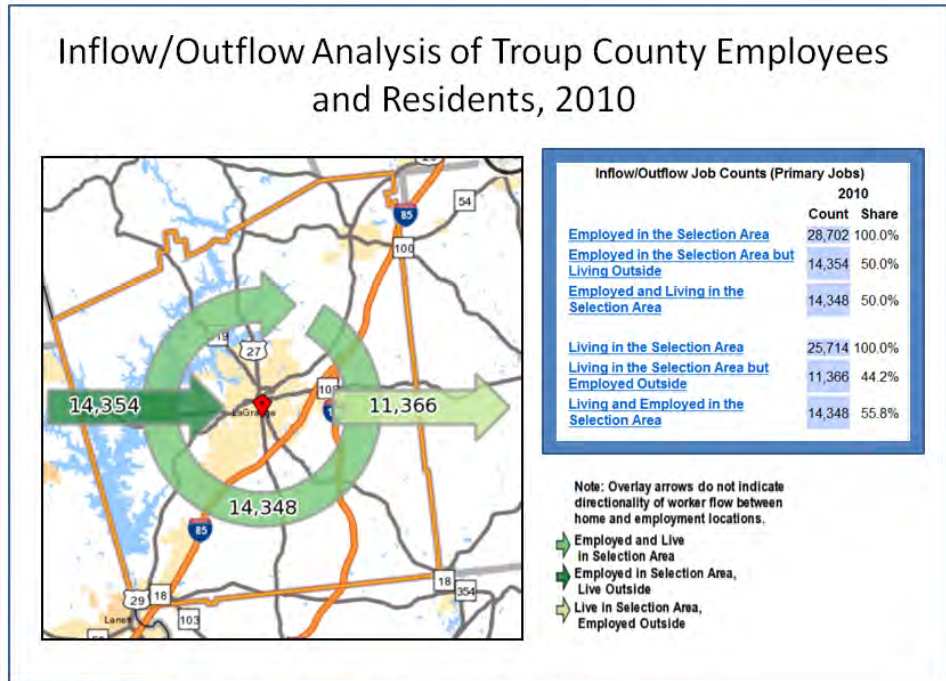 Inflow/Outflow Analysis of Troup County Employees
and Residents, 2010
54
85
100
19
27
109
14,354
LaGrange
11,366
14,348
85
18
354
29
18
103
Lanett
Inflow/Outflow Job Counts (Primary Jobs)
2010
Count Share
Employed in the Selection Area 28,702 100.0%
Employed in the Selection Area but
Living Outside 14,354 50.0%
Employed and Living in the
Selection Area 14,348 50.0%
Living in the Selection Area 25,714 100.0%
Living in the Selection Area but
Employed Outside 11,366 44.2%
Living and Employed in the
Selection Area 14,348 55.8%
Note: Overlay arrows do not indicate
directionality of worker flow between
home and employment locations.
Employed and Live
in Selection Area
Employed in Selection Area,
Live Outside
Live in Selection Area,
Employed Outside